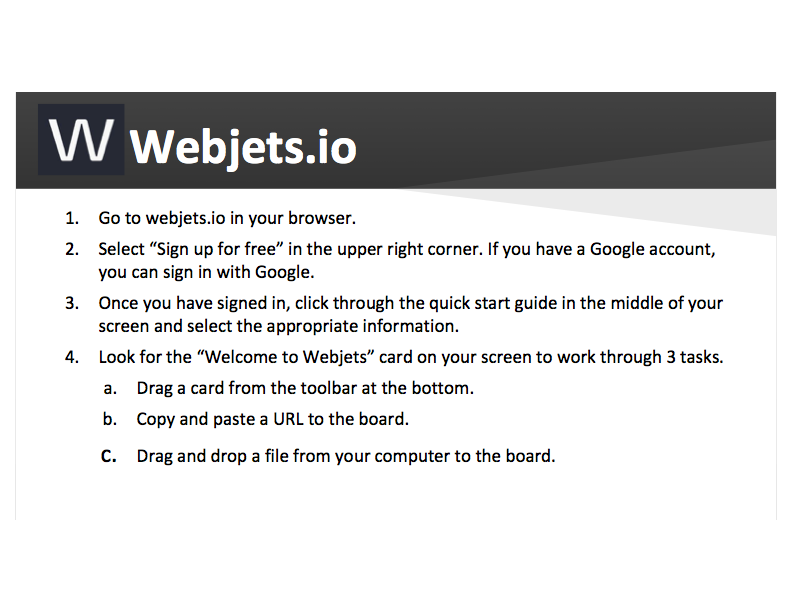 W Webjets.io
1. Go to webjets.io in your browser.
2. Select “Sign up for free” in the upper right corner. If you have a Google account,
you can sign in with Google.
3. Once you have signed in, click through the quick start guide in the middle of your
screen and select the appropriate information.
4. Look for the “Welcome to Webjets” card on your screen to work through 3 tasks.
a. Drag a card from the toolbar at the bottom.
b. Copy and paste a URL to the board.
C. Drag and drop a file from your computer to the board.